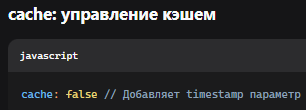 cache: управление кэшем
javascript
cache: false // Добавляет timestamp параметр